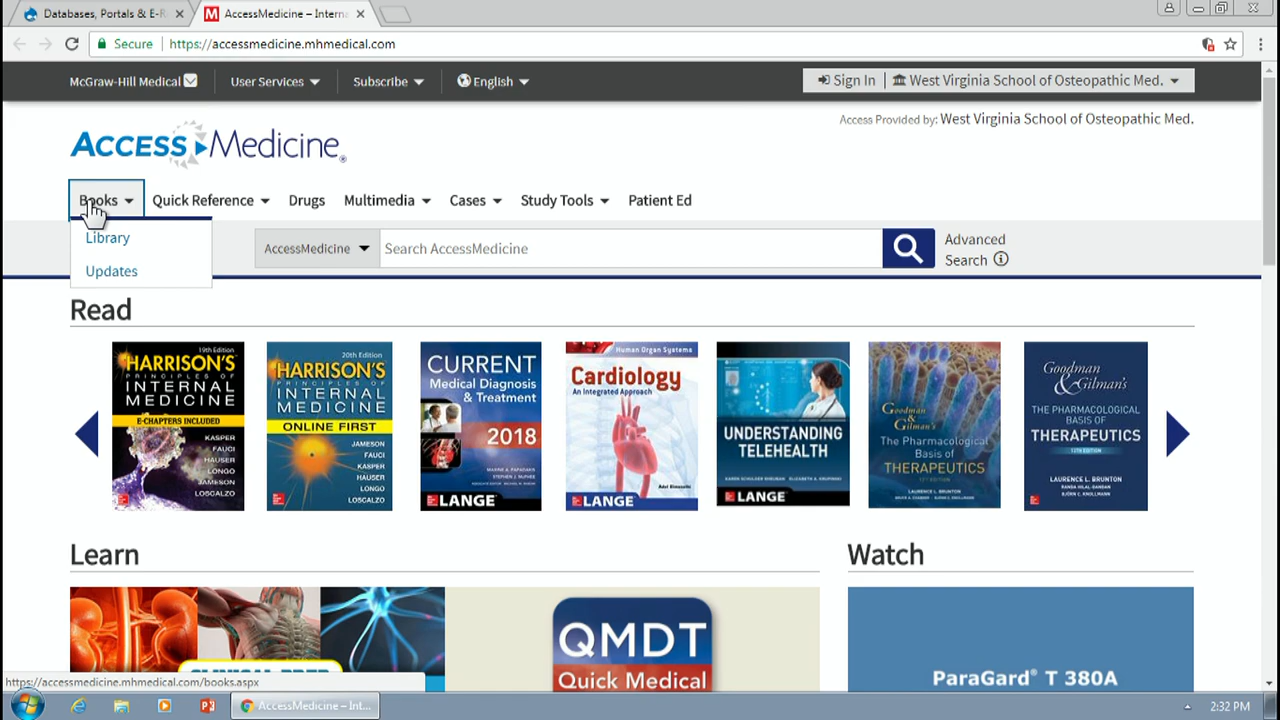 Databases, Portals & E-R
AccessMedicine – Interna
Secure
https://accessmedicine.mhmedical.com
McGraw-Hill Medical
User Services
Subscribe
English
Sign In
West Virginia School of Osteopathic Med.
Access Provided by: West Virginia School of Osteopathic Med.
ACCESS Medicine®
Books
Quick Reference
Drugs
Multimedia
Cases
Study Tools
Patient Ed
Library
Updates
AccessMedicine
Search AccessMedicine
Advanced
Search
Read
19th Edition
HARRISON'S
PRINCIPLES OF
INTERNAL
MEDICINE
E-CHAPTERS INCLUDED
KASPER
FAUCI
HAUSER
LONGO
JAMESON
LOSCALZO
20th Edition
HARRISON'S
PRINCIPLES OF
INTERNAL
MEDICINE
ONLINE FIRST
JAMESON
FAUCI
KASPER
HAUSER
LONGO
LOSCALZO
CURRENT
Medical Diagnosis
& Treatment
2018
LANGE
Human Organ Systems
Cardiology
An Integrated Approach
LANGE
UNDERSTANDING
TELEHEALTH
LANGE
Goodman
& Gilman's
The Pharmacological
Basis of
THERAPEUTICS
LAURENCE L. BRUNTON
Goodman
& Gilman's
THE PHARMACOLOGICAL
BASIS OF
THERAPEUTICS
12TH EDITION
LAURENCE L. BRUNTON
Learn
Watch
QMDT
Quick Medical
ParaGard® T 380A
https://accessmedicine.mhmedical.com/books.aspx
AccessMedicine – Int...
2:32 PM